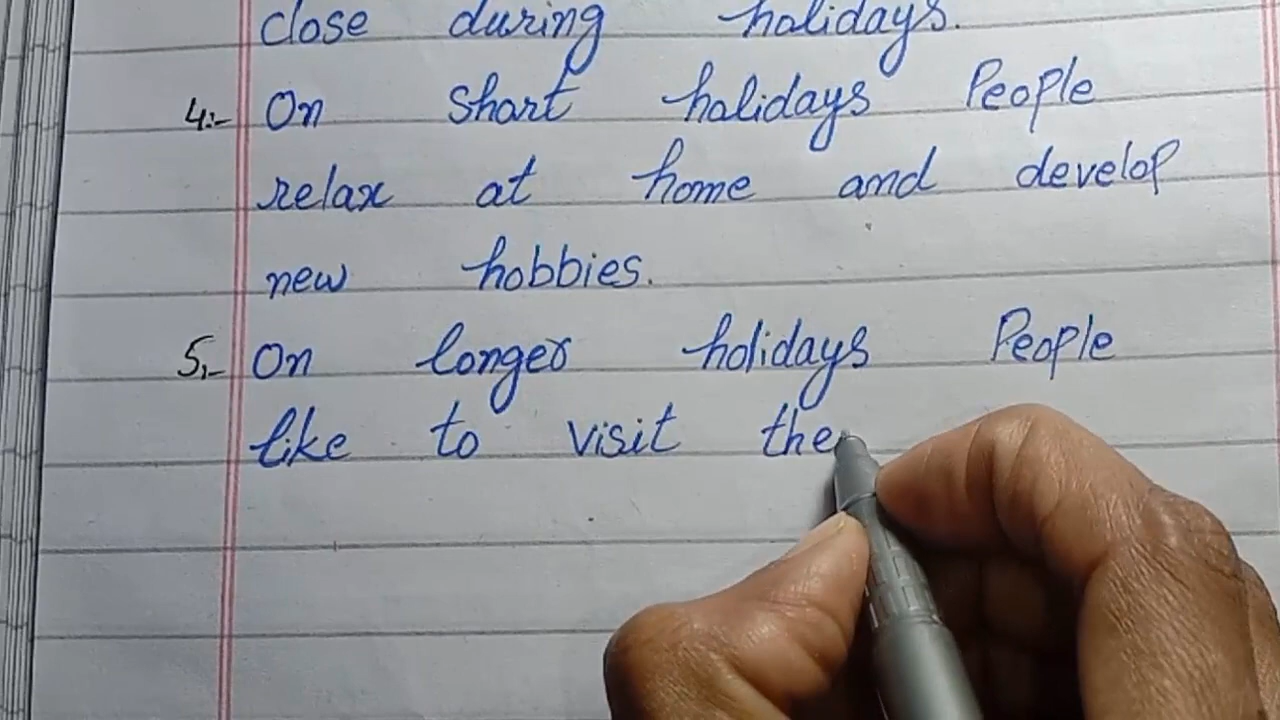 close during holidays.
4:- On short holidays People
relax at home and develop
new hobbies.
5,- On longer holidays People
like to visit the